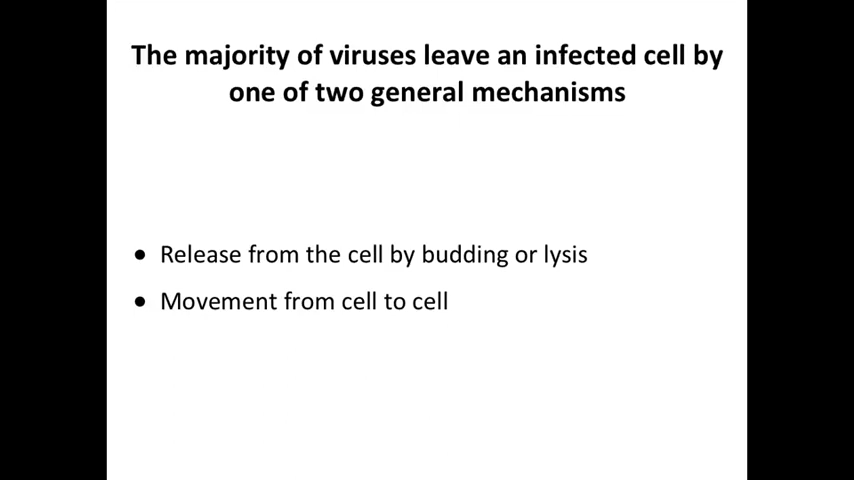 The majority of viruses leave an infected cell by
one of two general mechanisms
● Release from the cell by budding or lysis
● Movement from cell to cell